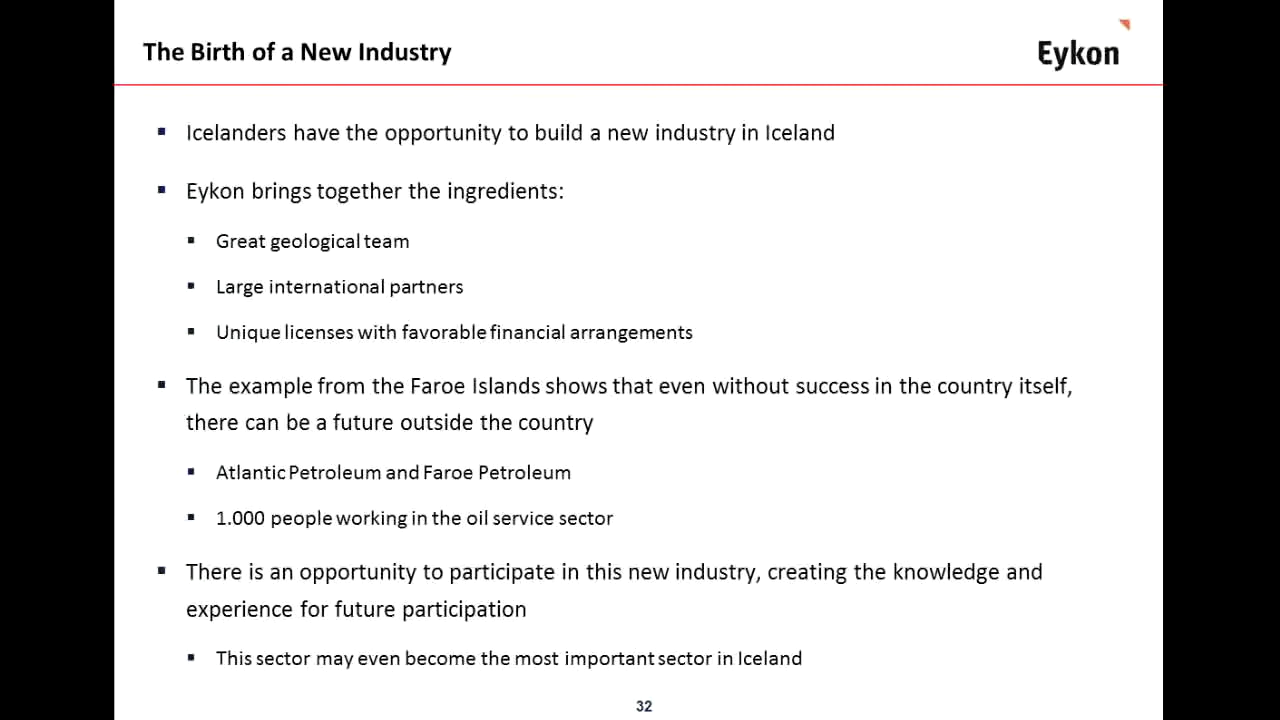 The Birth of a New Industry
Eykon
Icelanders have the opportunity to build a new industry in Iceland
Eykon brings together the ingredients:
Great geological team
Large international partners
Unique licenses with favorable financial arrangements
The example from the Faroe Islands shows that even without success in the country itself,
there can be a future outside the country
Atlantic Petroleum and Faroe Petroleum
1.000 people working in the oil service sector
There is an opportunity to participate in this new industry, creating the knowledge and
experience for future participation
This sector may even become the most important sector in Iceland
32